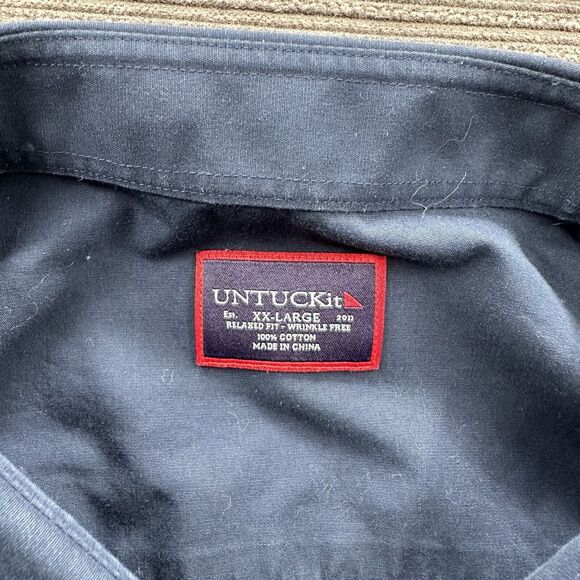 UNTUCKit
Est. XX-LARGE 2011
RELAXED FIT - WRINKLE FREE
100% COTTON
MADE IN CHINA